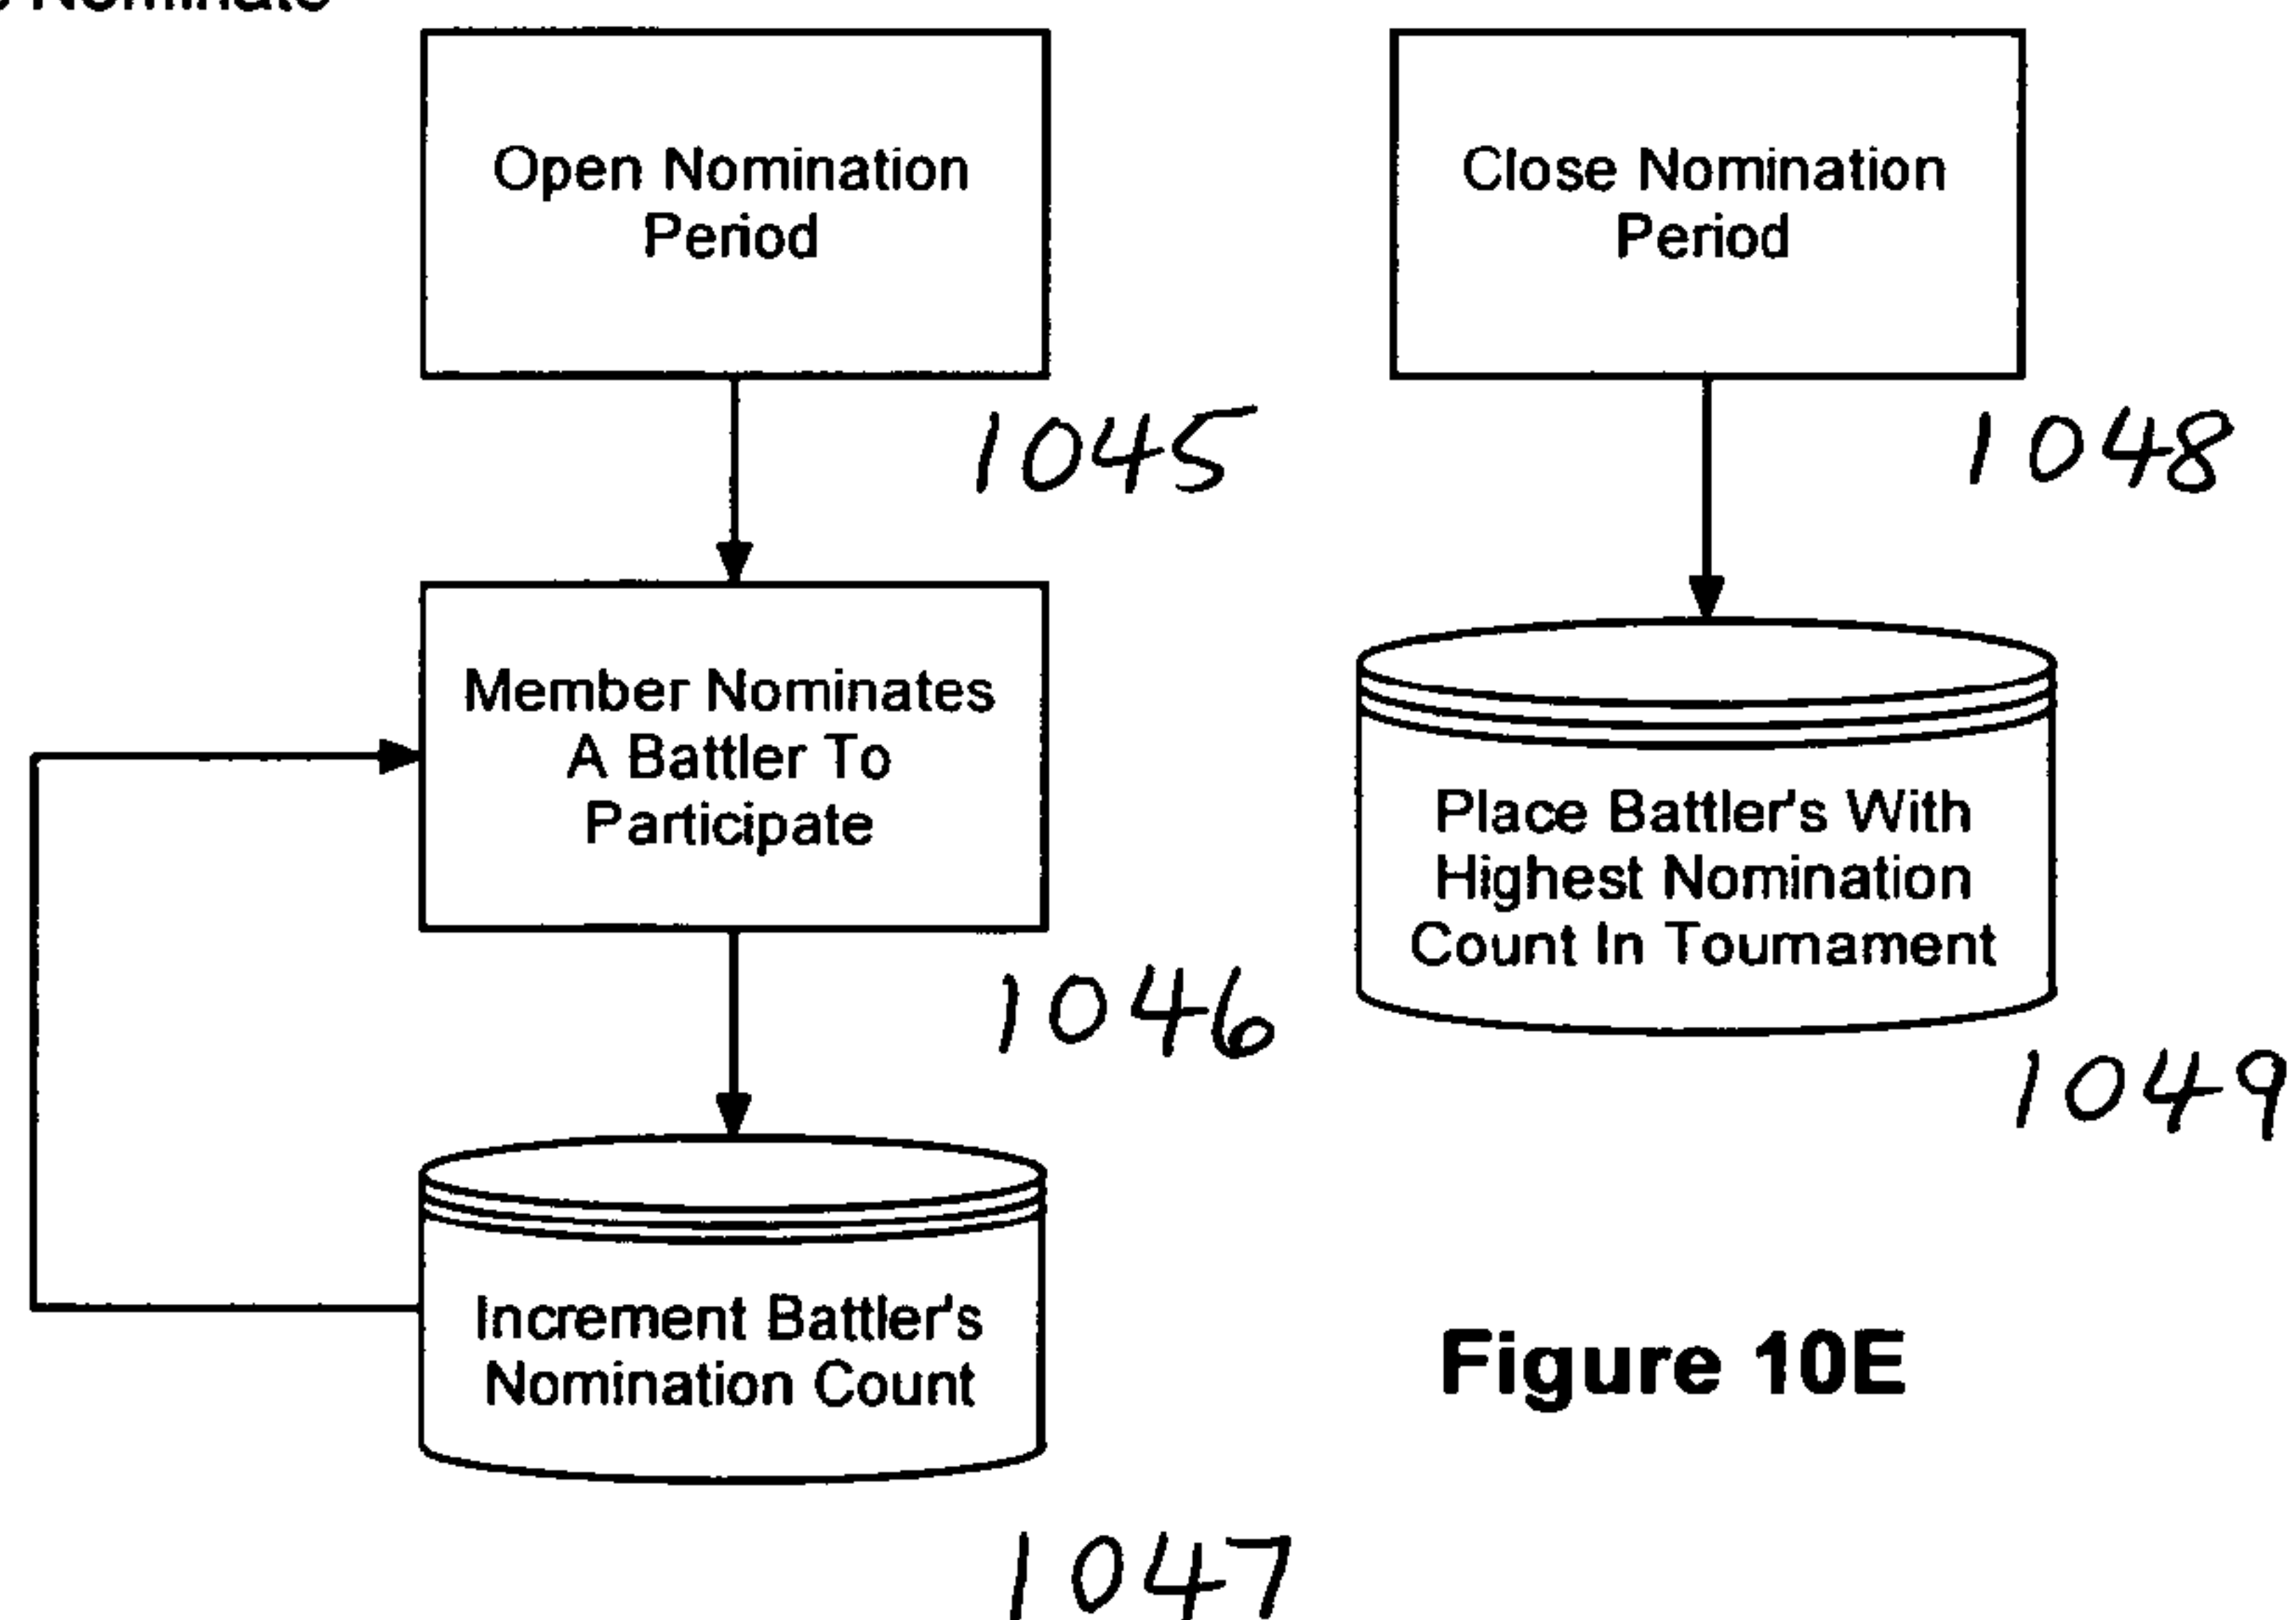 Nominate
Open Nomination
Period
1045
Member Nominates
A Battler To
Participate
1046
Increment Battler's
Nomination Count
1047
Close Nomination
Period
1048
Place Battler's With
Highest Nomination
Count In Tournament
1049
Figure 10E